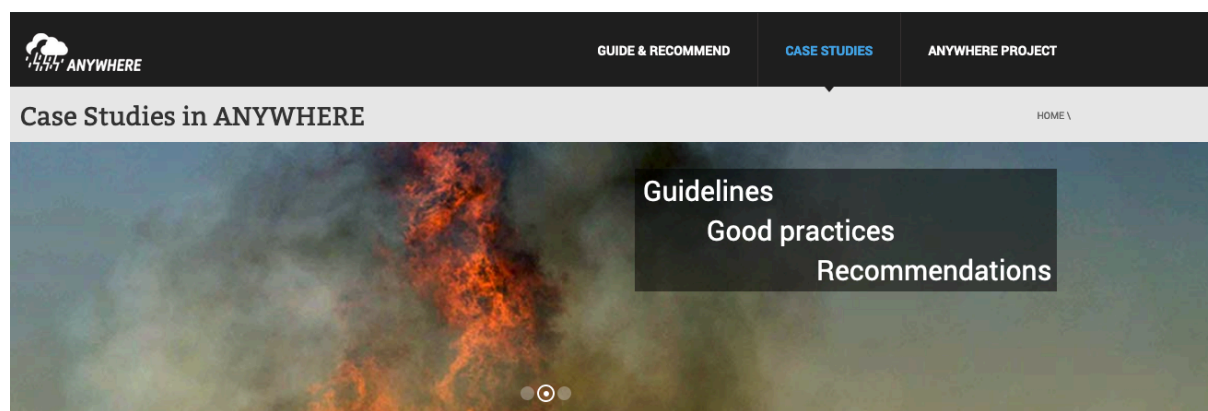 ANYWHERE
GUIDE & RECOMMEND
CASE STUDIES
ANYWHERE PROJECT
Case Studies in ANYWHERE
HOME \
Guidelines
Good practices
Recommendations